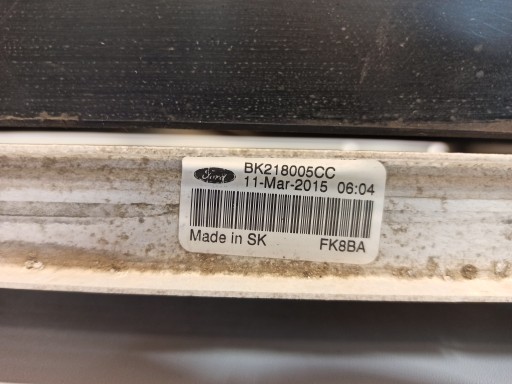 Ford
BK218005CC
11-Mar-2015 06:04
Made in SK
FK8BA